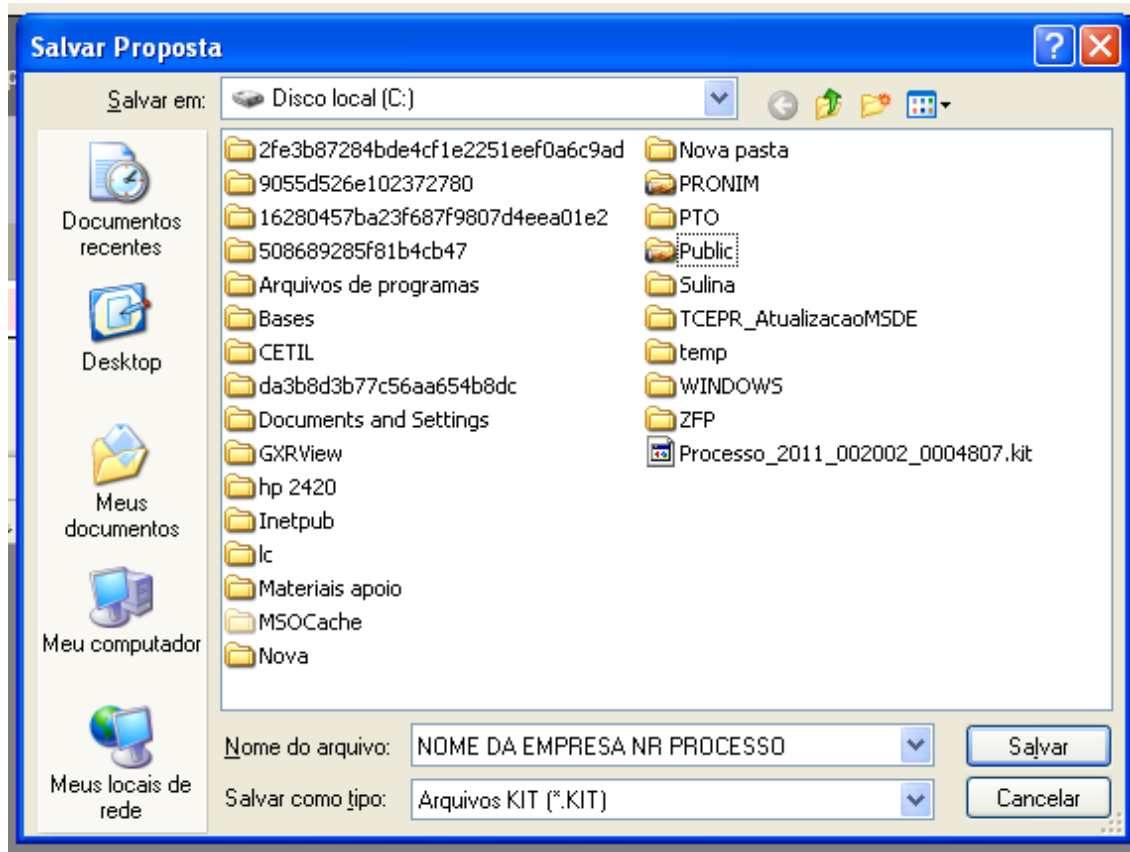 Salvar Proposta
Salvar em: Disco local (C:)
Documentos
recentes
Desktop
Meus
documentos
Meu computador
Meus locais de
rede
2fe3b87284bde4cf1e2251eef0a6c9ad
9055d526e102372780
16280457ba23f687f9807d4eea01e2
508689285f81b4cb47
Arquivos de programas
Bases
CETIL
da3b8d3b77c56aa654b8dc
Documents and Settings
GXRView
hp 2420
Inetpub
lc
Materiais apoio
MSOCache
Nova
Nova pasta
PRONIM
PTO
Public
Sulina
TCEPR_AtualizacaoMSDE
temp
WINDOWS
ZFP
Processo_2011_002002_0004807.kit
Nome do arquivo: NOME DA EMPRESA NR PROCESSO Salvar
Salvar como tipo: Arquivos KIT (*.KIT) Cancelar